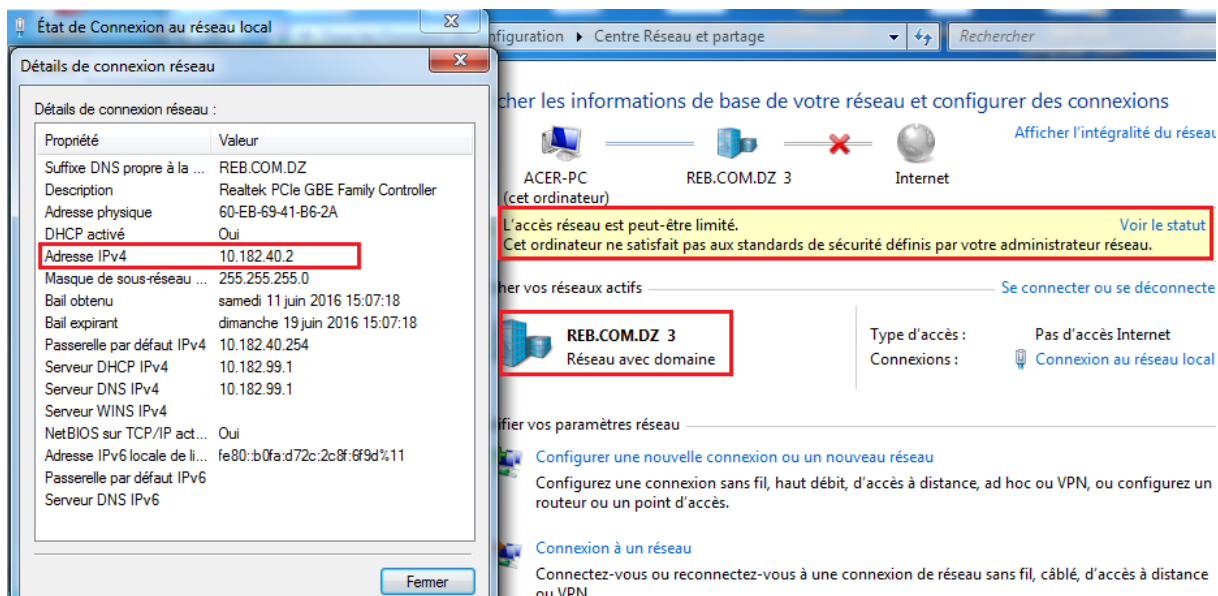 État de Connexion au réseau local
Détails de connexion réseau
Détails de connexion réseau :
Propriété Valeur
Suffixe DNS propre à la ... REB.COM.DZ
Description Realtek PCIe GBE Family Controller
Adresse physique 60-EB-69-41-B6-2A
DHCP activé Oui
Adresse IPv4 10.182.40.2
Masque de sous-réseau ... 255.255.255.0
Bail obtenu samedi 11 juin 2016 15:07:18
Bail expirant dimanche 19 juin 2016 15:07:18
Passerelle par défaut IPv4 10.182.40.254
Serveur DHCP IPv4 10.182.99.1
Serveur DNS IPv4 10.182.99.1
Serveur WINS IPv4
NetBIOS sur TCP/IP act... Oui
Adresse IPv6 locale de li... fe80::b0fa:d72c:2c8f:6f9d%11
Passerelle par défaut IPv6
Serveur DNS IPv6
Fermer
nfiguration ▸ Centre Réseau et partage
Rechercher
cher les informations de base de votre réseau et configurer des connexions
Afficher l'intégralité du réseau
ACER-PC REB.COM.DZ 3 Internet
(cet ordinateur)
L'accès réseau est peut-être limité. Voir le statut
Cet ordinateur ne satisfait pas aux standards de sécurité définis par votre administrateur réseau.
her vos réseaux actifs Se connecter ou se déconnecte
REB.COM.DZ 3 Type d'accès : Pas d'accès Internet
Réseau avec domaine Connexions : Connexion au réseau local
ifier vos paramètres réseau
Configurer une nouvelle connexion ou un nouveau réseau
Configurez une connexion sans fil, haut débit, d'accès à distance, ad hoc ou VPN, ou configurez un
routeur ou un point d'accès.
Connexion à un réseau
Connectez-vous ou reconnectez-vous à une connexion de réseau sans fil, câblé, d'accès à distance
ou VPN.